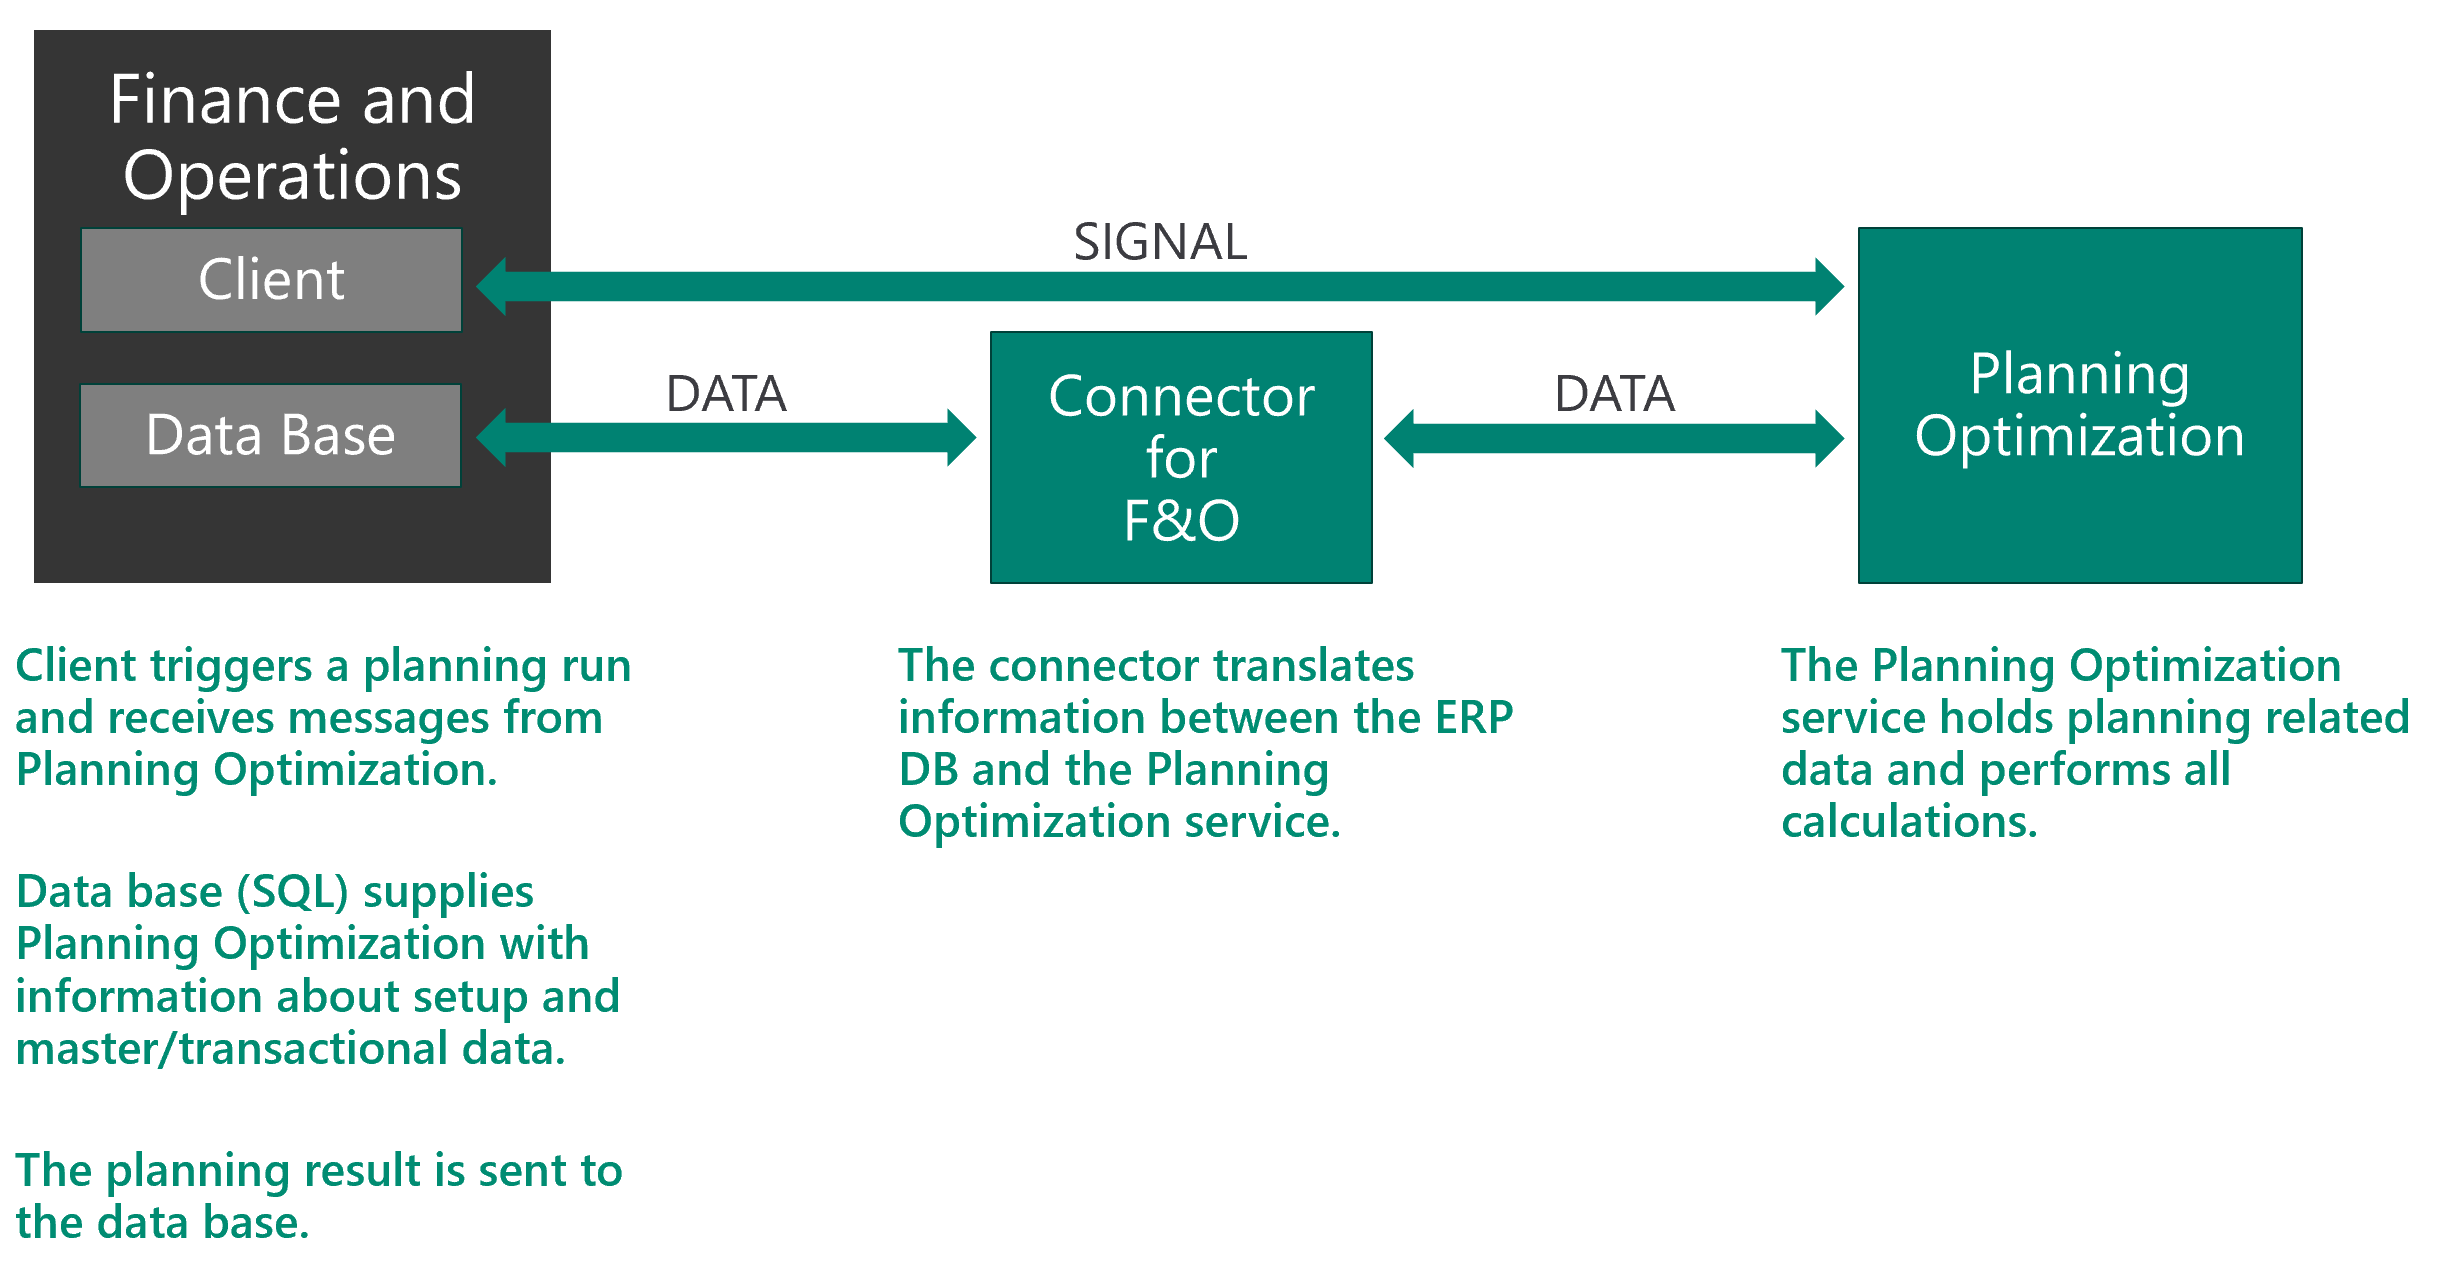 Finance and
Operations
Client
Data Base
SIGNAL
DATA
Connector
for
F&O
DATA
Planning
Optimization
Client triggers a planning run
and receives messages from
Planning Optimization.
Data base (SQL) supplies
Planning Optimization with
information about setup and
master/transactional data.
The planning result is sent to
the data base.
The connector translates
information between the ERP
DB and the Planning
Optimization service.
The Planning Optimization
service holds planning related
data and performs all
calculations.